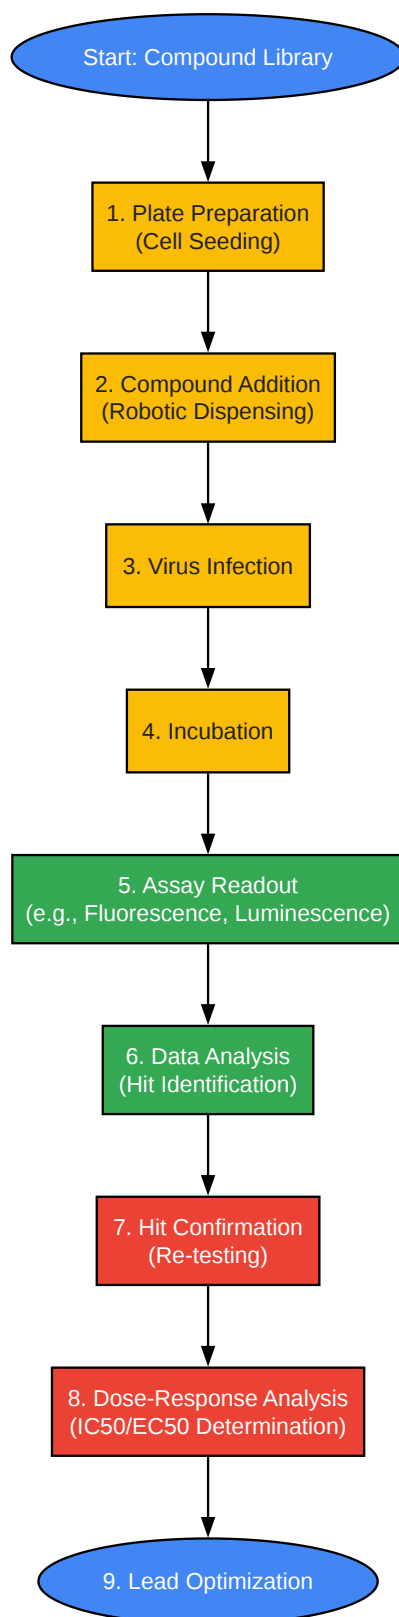 Start: Compound Library
1. Plate Preparation
(Cell Seeding)
2. Compound Addition
(Robotic Dispensing)
3. Virus Infection
4. Incubation
5. Assay Readout
(e.g., Fluorescence, Luminescence)
6. Data Analysis
(Hit Identification)
7. Hit Confirmation
(Re-testing)
8. Dose-Response Analysis
(IC50/EC50 Determination)
9. Lead Optimization